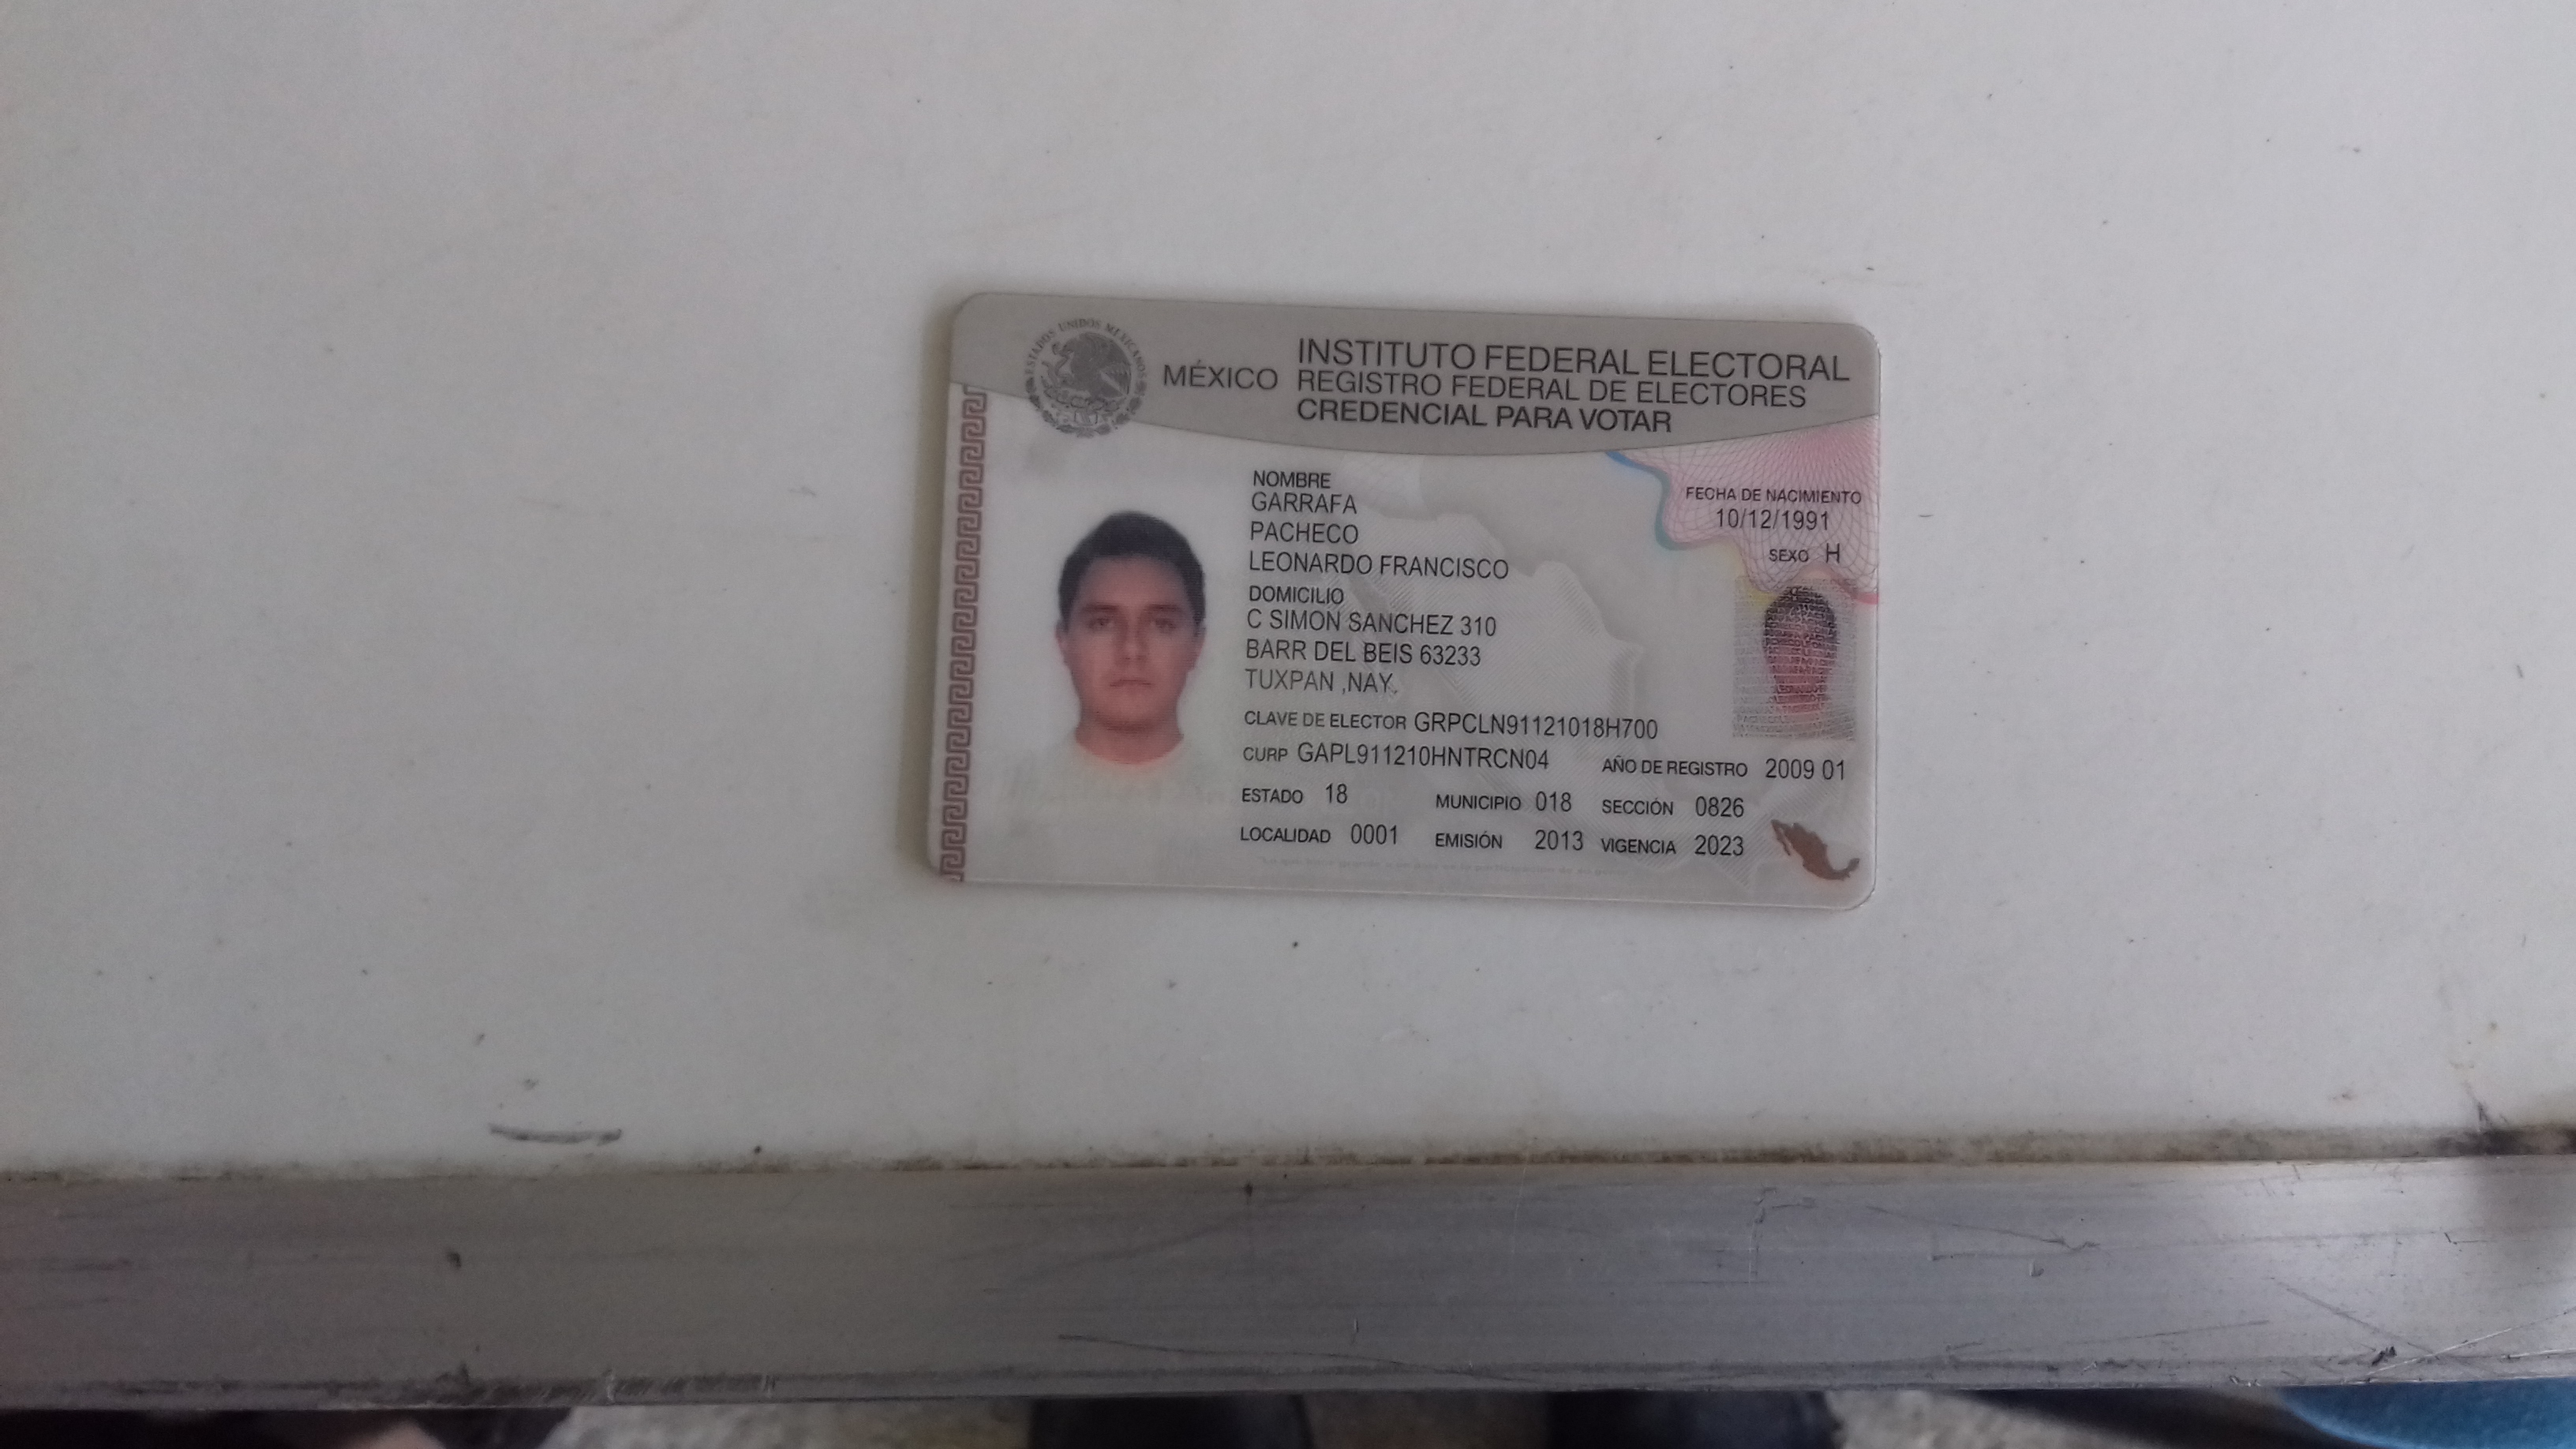 ESTADOS UNIDOS MEXICANOS
MÉXICO
INSTITUTO FEDERAL ELECTORAL
REGISTRO FEDERAL DE ELECTORES
CREDENCIAL PARA VOTAR
NOMBRE
GARRAFA
PACHECO
LEONARDO FRANCISCO
FECHA DE NACIMIENTO
10/12/1991
SEXO H
DOMICILIO
C SIMON SANCHEZ 310
BARR DEL BEIS 63233
TUXPAN ,NAY.
CLAVE DE ELECTOR GRPCLN91121018H700
CURP GAPL911210HNTRCN04 AÑO DE REGISTRO 2009 01
ESTADO 18 MUNICIPIO 018 SECCIÓN 0826
LOCALIDAD 0001 EMISIÓN 2013 VIGENCIA 2023